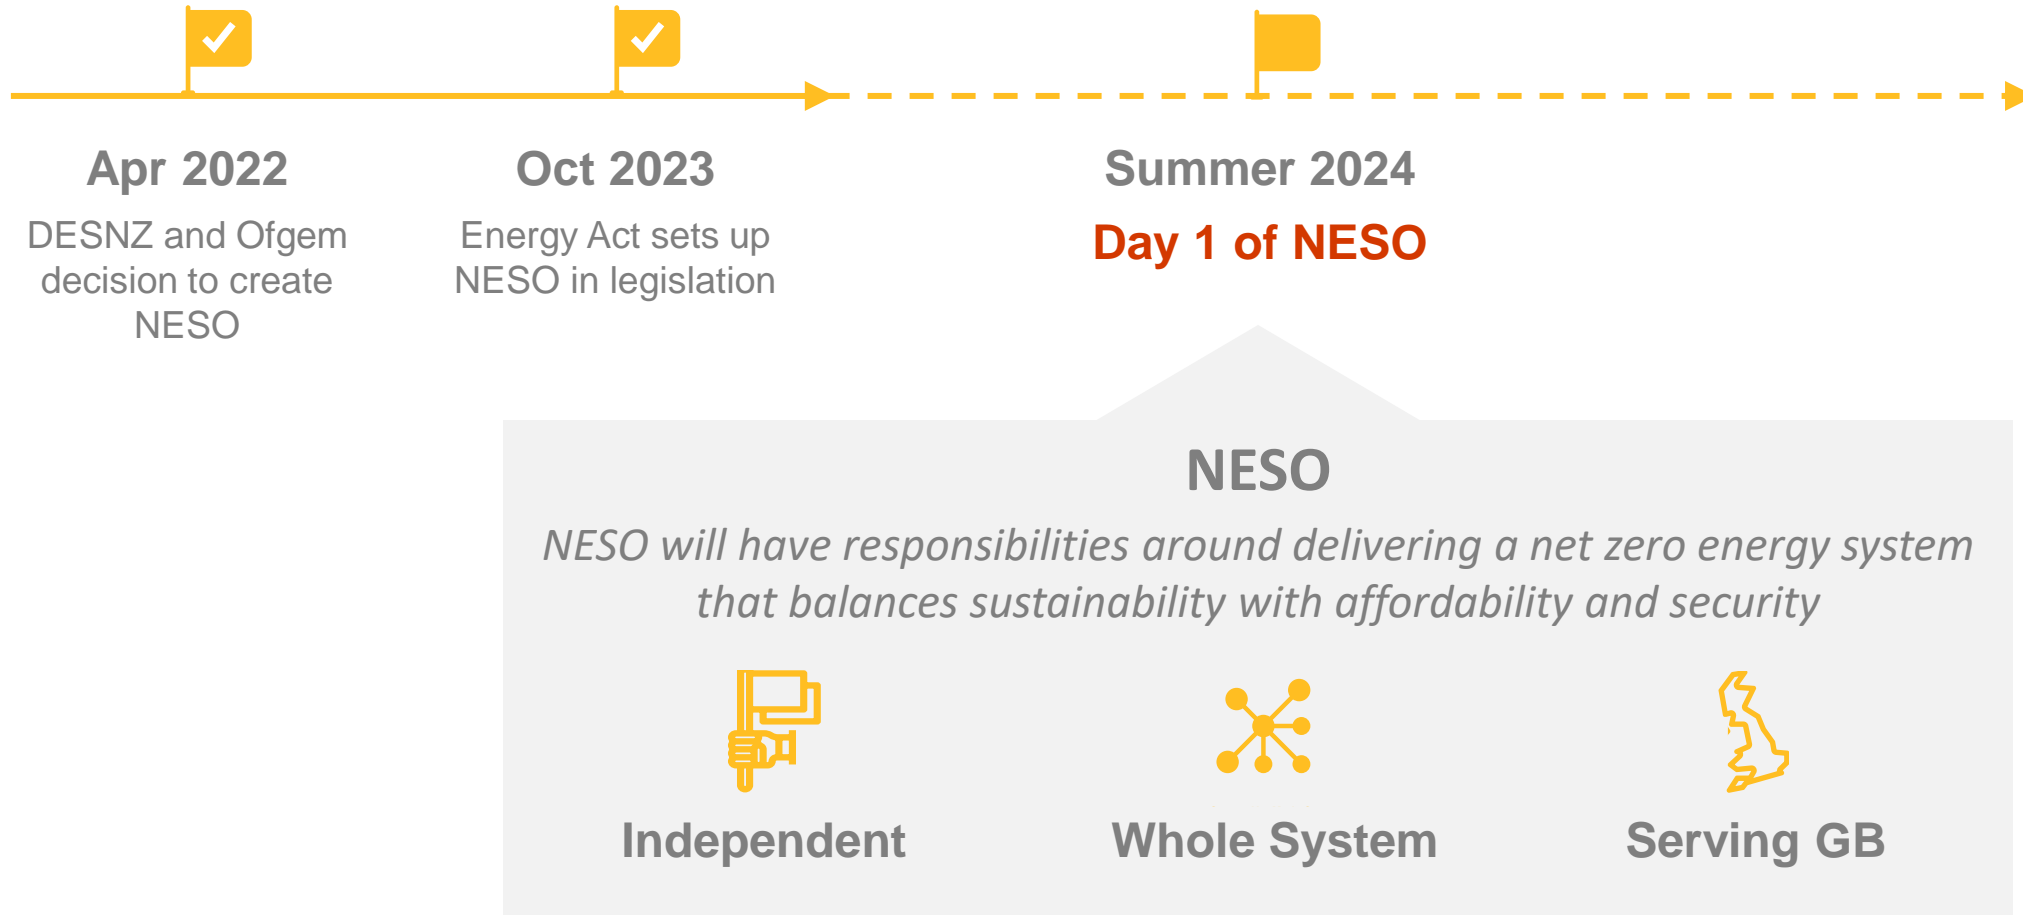 Apr 2022
DESNZ and Ofgem
decision to create
NESO
Oct 2023
Energy Act sets up
NESO in legislation
Summer 2024
Day 1 of NESO
NESO
NESO will have responsibilities around delivering a net zero energy system
that balances sustainability with affordability and security
Independent
Whole System
Serving GB